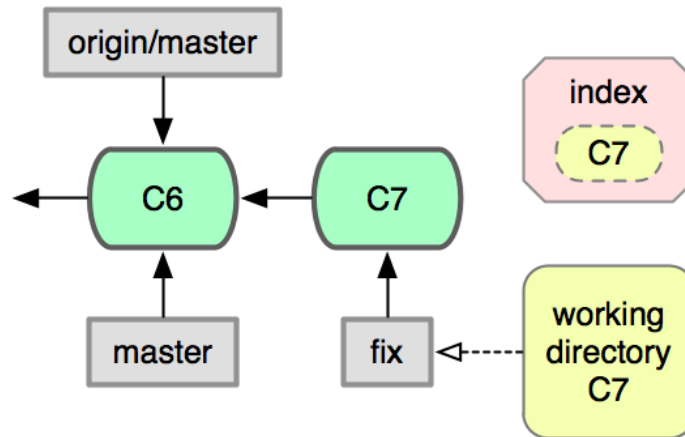 origin/master
index
C7
C6
C7
master
fix
working
directory
C7